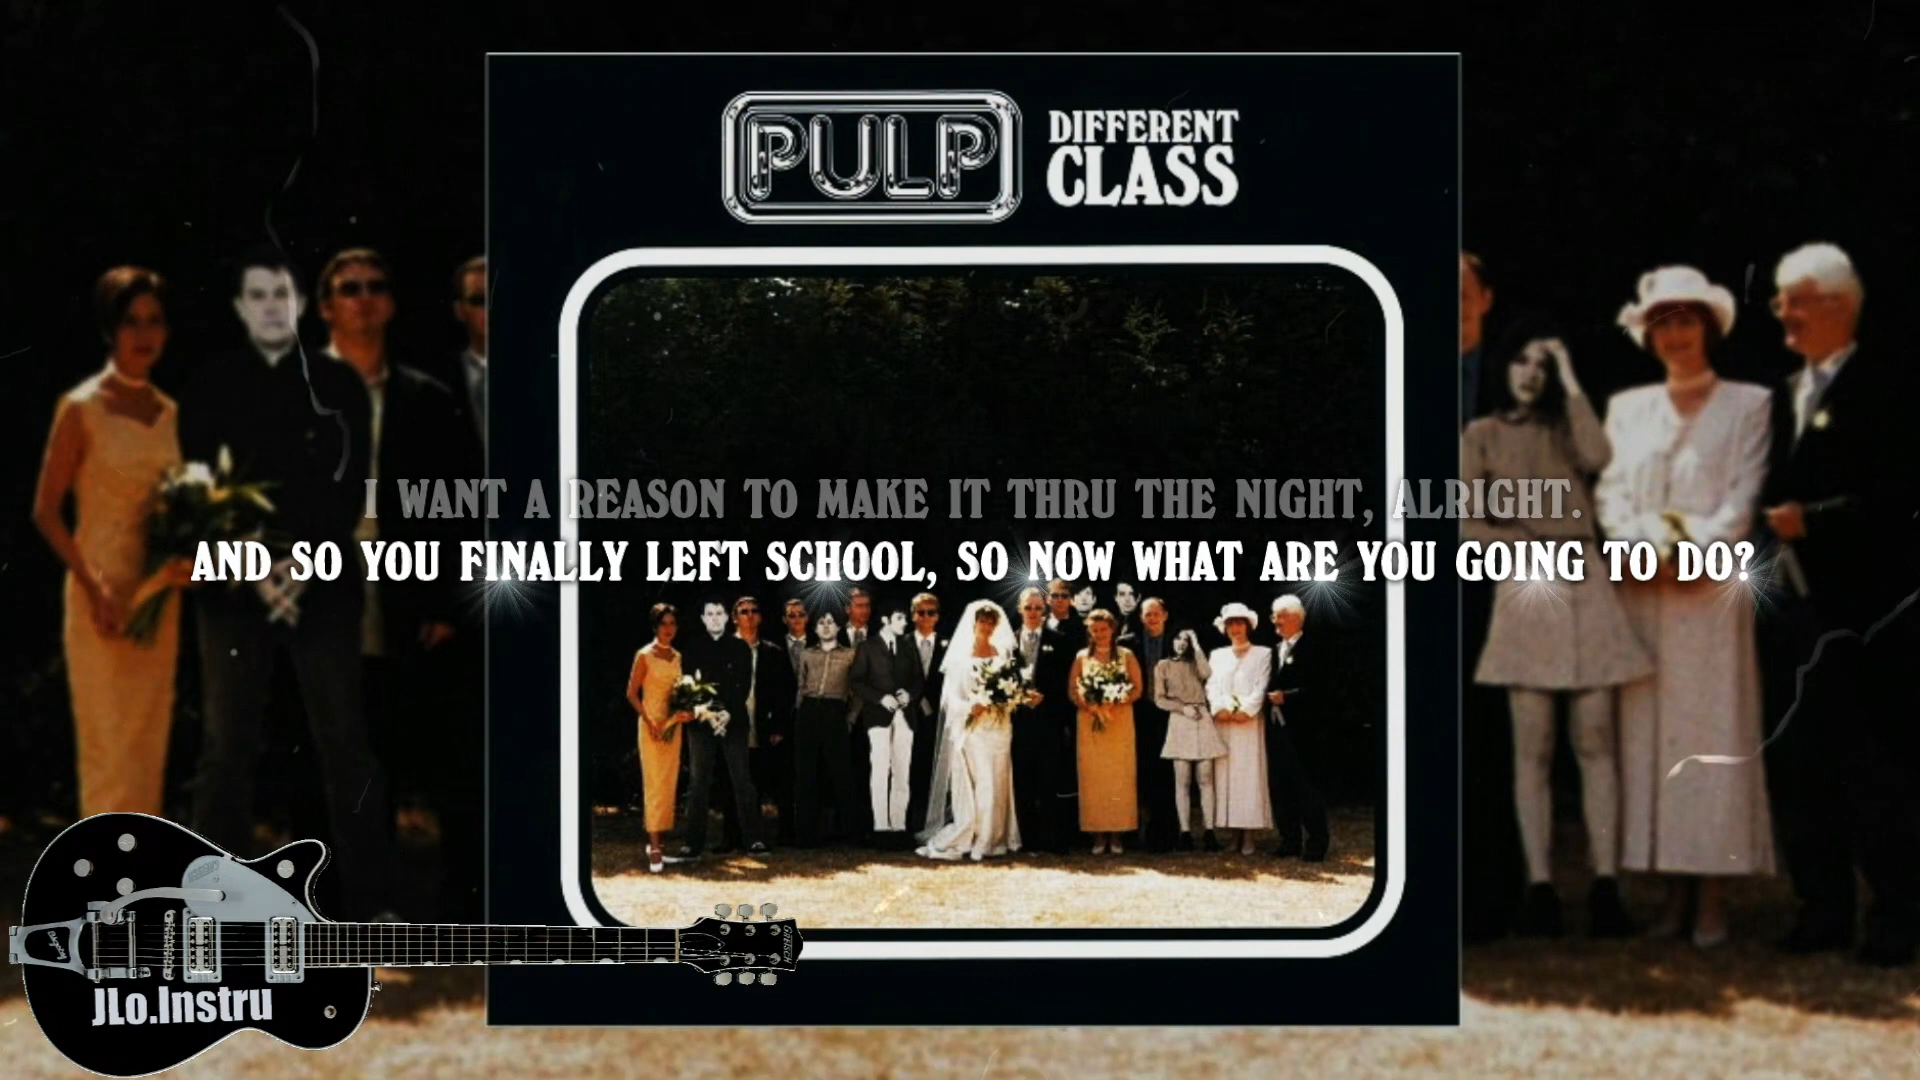 PULP
DIFFERENT
CLASS
I WANT A REASON TO MAKE IT THRU THE NIGHT, ALRIGHT.
AND SO YOU FINALLY LEFT SCHOOL, SO NOW WHAT ARE YOU GOING TO DO?
GRETSCH
JLo.Instru